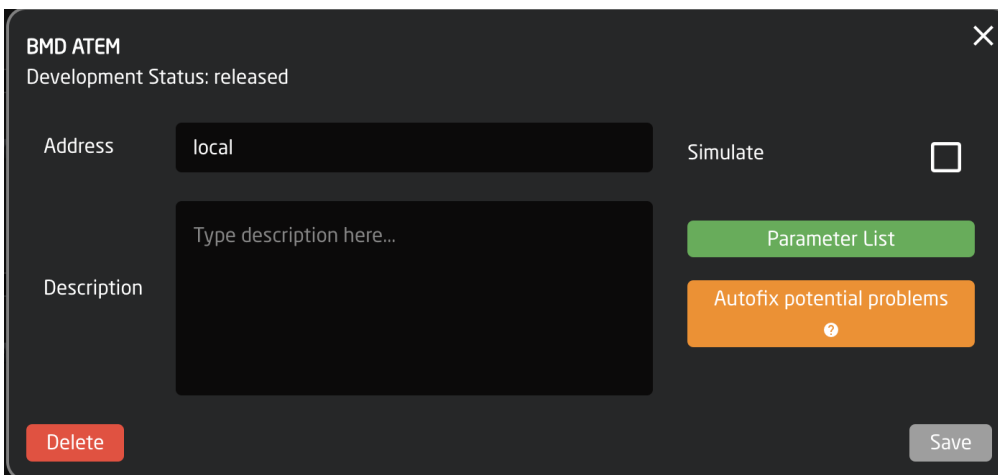 BMD ATEM
Development Status: released
Address
local
Simulate
Type description here...
Parameter List
Description
Autofix potential problems
?
Delete
Save